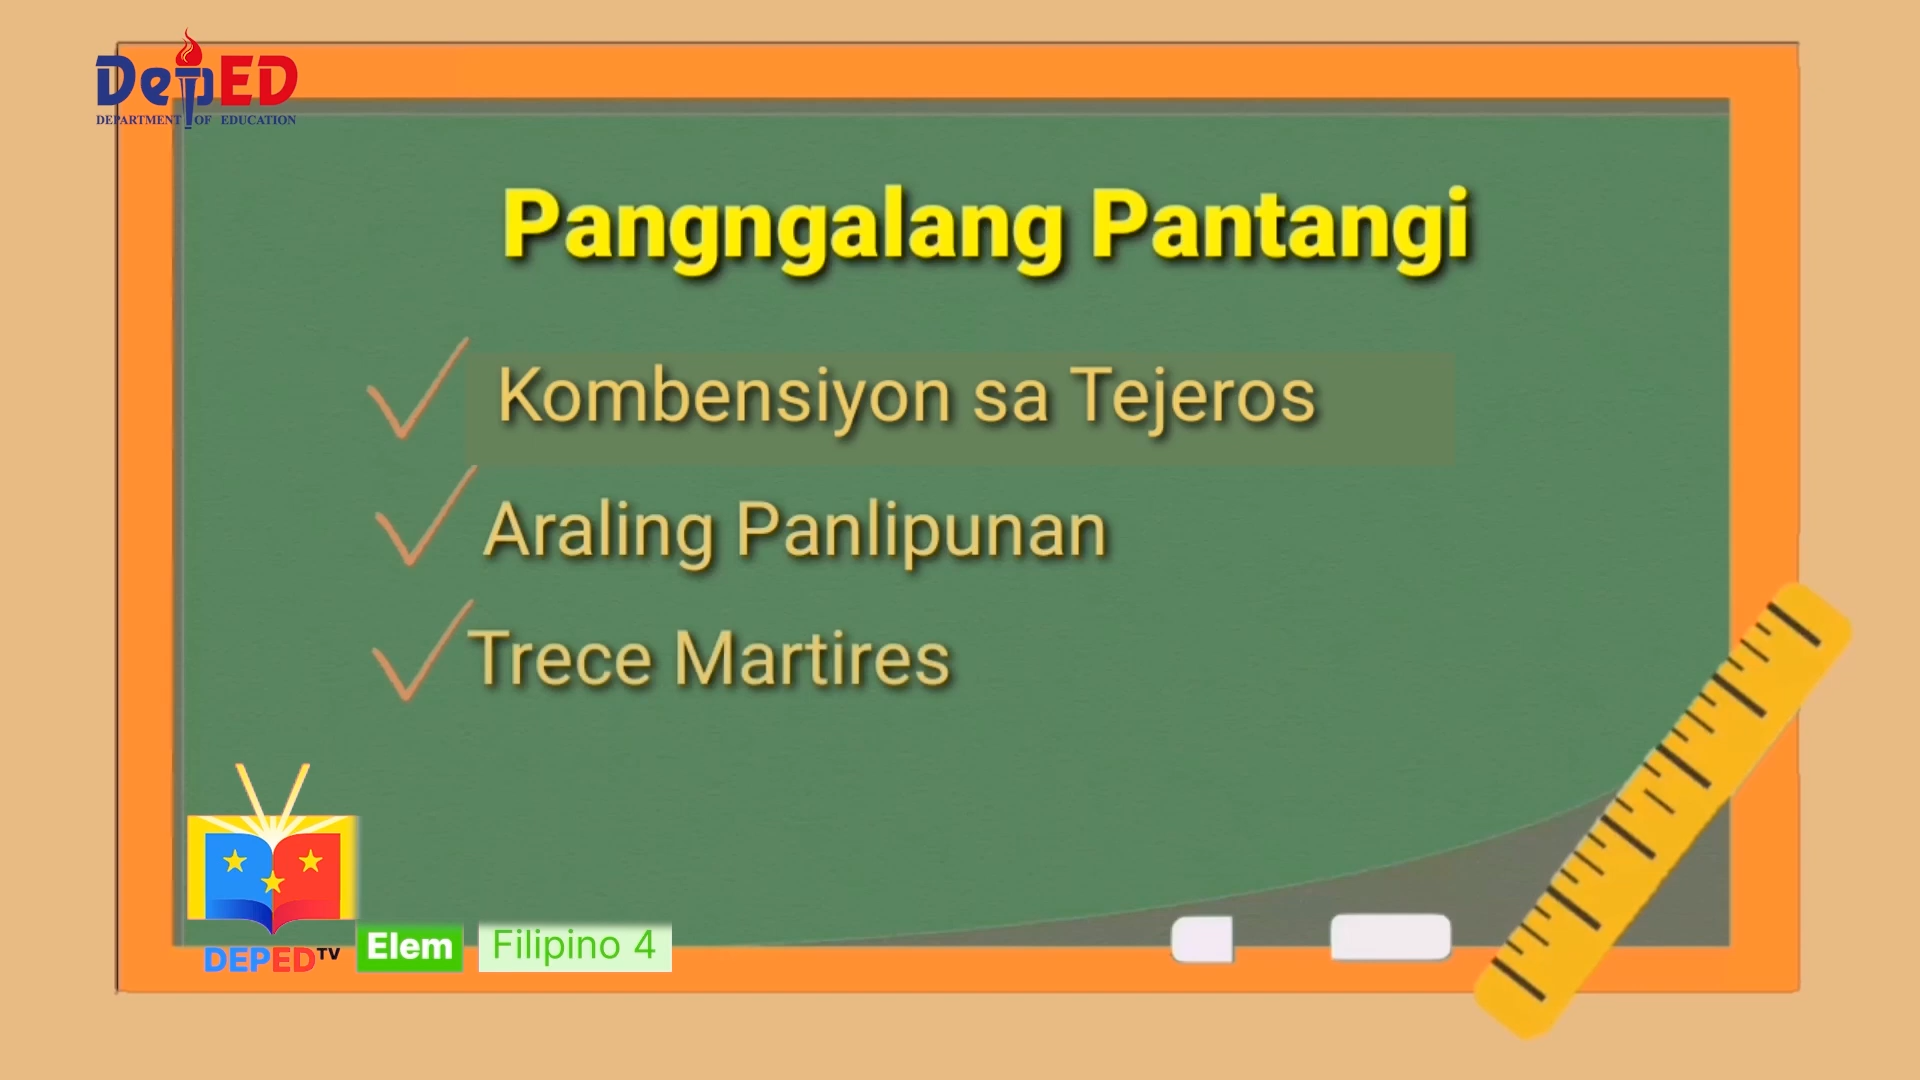 DepED
DEPARTMENT OF EDUCATION
Pangngalang Pantangi
Kombensiyon sa Tejeros
Araling Panlipunan
Trece Martires
DEPED TV
Elem
Filipino 4